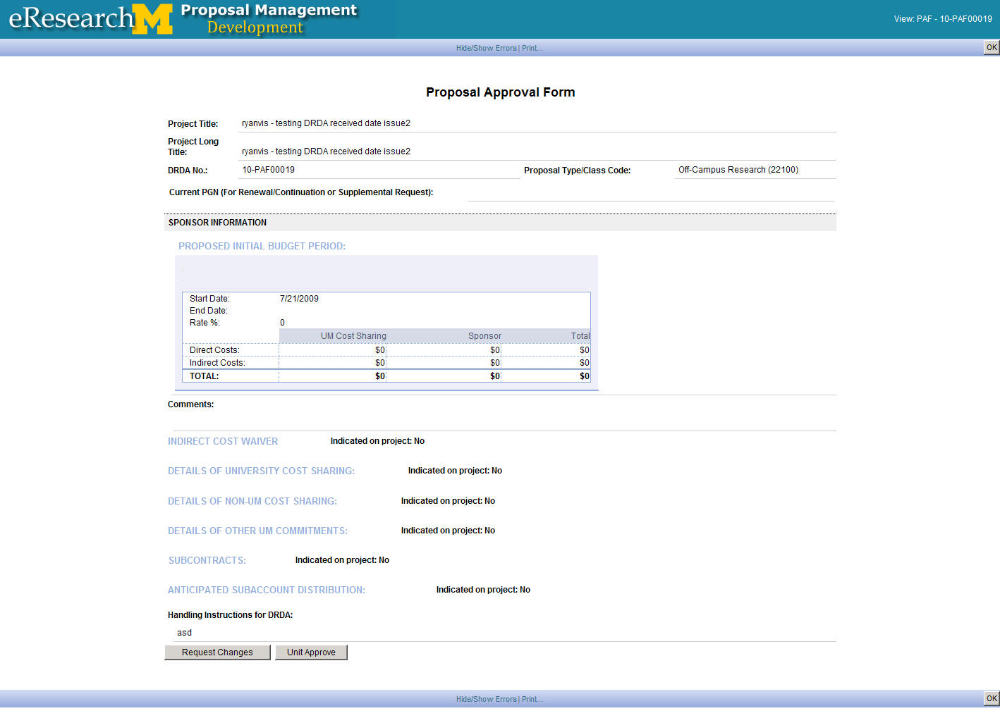 eResearch M Proposal Management
Development
View: PAF - 10-PAF00019
Hide/Show Errors | Print...
OK
Proposal Approval Form
Project Title: ryanvis - testing DRDA received date issue2
Project Long
Title: ryanvis - testing DRDA received date issue2
DRDA No.: 10-PAF00019 Proposal Type/Class Code: Off-Campus Research (22100)
Current PGN (For Renewal/Continuation or Supplemental Request):
SPONSOR INFORMATION
PROPOSED INITIAL BUDGET PERIOD:
Start Date: 7/21/2009
End Date:
Rate %: 0
UM Cost Sharing Sponsor Total
Direct Costs: $0 $0 $0
Indirect Costs: $0 $0 $0
TOTAL: $0 $0 $0
Comments:
INDIRECT COST WAIVER Indicated on project: No
DETAILS OF UNIVERSITY COST SHARING: Indicated on project: No
DETAILS OF NON-UM COST SHARING: Indicated on project: No
DETAILS OF OTHER UM COMMITMENTS: Indicated on project: No
SUBCONTRACTS: Indicated on project: No
ANTICIPATED SUBACCOUNT DISTRIBUTION: Indicated on project: No
Handling Instructions for DRDA:
asd
Request Changes Unit Approve
Hide/Show Errors | Print...
OK